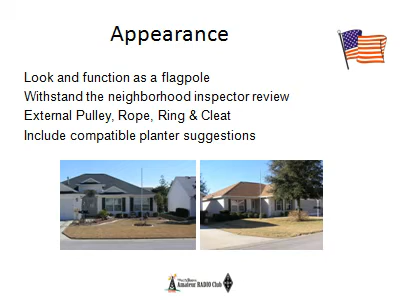 Appearance
Look and function as a flagpole
Withstand the neighborhood inspector review
External Pulley, Rope, Ring & Cleat
Include compatible planter suggestions
Amateur RADIO Club